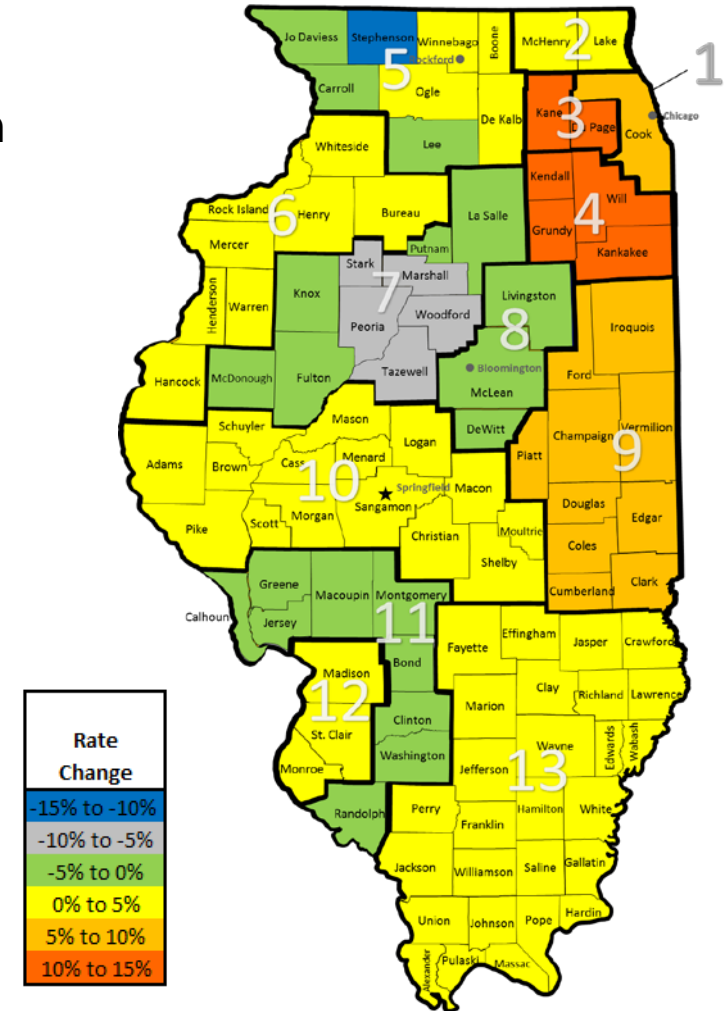 Jo Daviess
Stephenson
Winnebago
Boone
McHenry
2
Lake
1
5
ockford
Carroll
Ogle
De Kalb
Kane
3
Du Page
Cook
Chicago
Whiteside
Lee
Kendall
Will
Rock Island
6
Henry
Bureau
La Salle
4
Grundy
Mercer
Putnam
Kankakee
Stark
Marshall
7
Henderson
Warren
Knox
Peoria
Woodford
Livingston
8
Iroquois
Hancock
McDonough
Fulton
Tazewell
Bloomington
McLean
Ford
Schuyler
Mason
Logan
DeWitt
Champaign
Vermilion
9
Adams
Brown
Cass
Menard
Piatt
10
Springfield
Sangamon
Macon
Douglas
Edgar
Pike
Scott
Morgan
Christian
Moultrie
Coles
Shelby
Cumberland
Clark
Greene
Macoupin
Montgomery
Calhoun
Jersey
11
Fayette
Effingham
Jasper
Crawford
Madison
Bond
12
Clay
Richland
Lawrence
Marion
St. Clair
Clinton
Wayne
Edwards
Wabash
Monroe
Washington
Jefferson
13
Randolph
Perry
Hamilton
White
Franklin
Jackson
Williamson
Saline
Gallatin
Union
Johnson
Pope
Hardin
Alexander
Pulaski
Massac
Rate
Change
-15% to -10%
-10% to -5%
-5% to 0%
0% to 5%
5% to 10%
10% to 15%